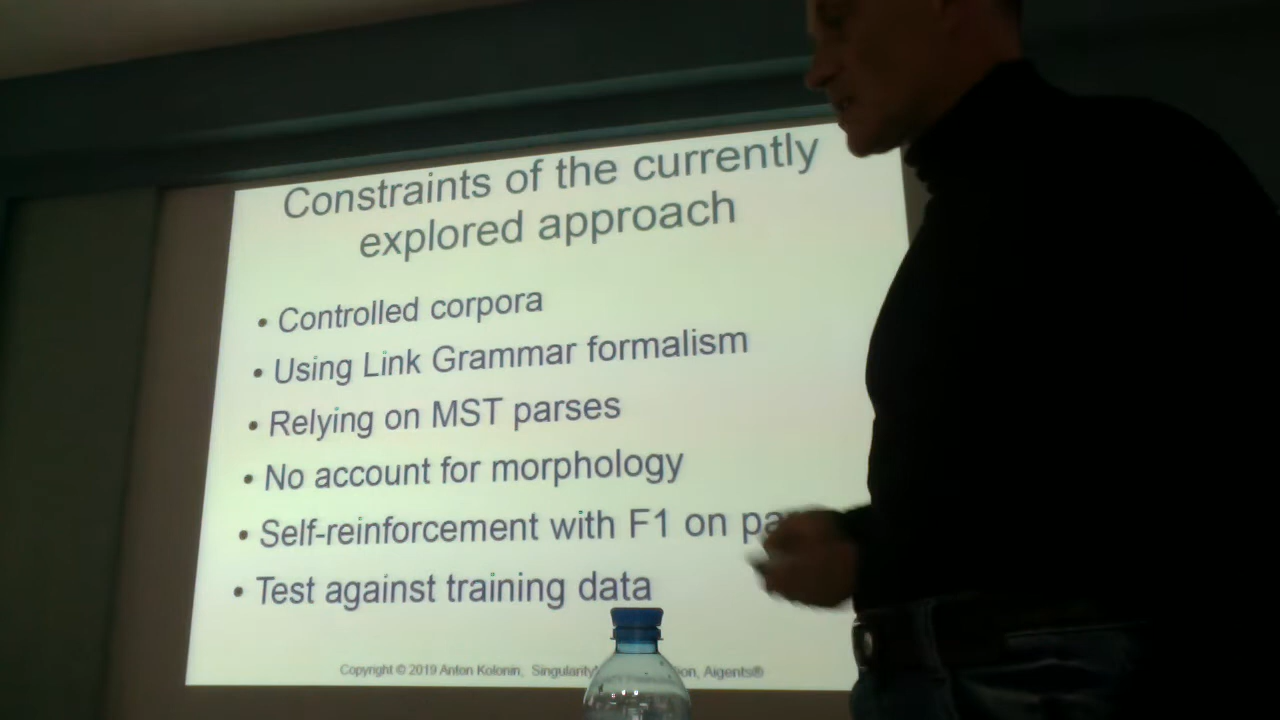 Constraints of the currently
explored approach
• Controlled corpora
• Using Link Grammar formalism
• Relying on MST parses
• No account for morphology
• Self-reinforcement with F1 on
• Test against training data
Copyright © 2019 Anton Kolonin, Aigents®